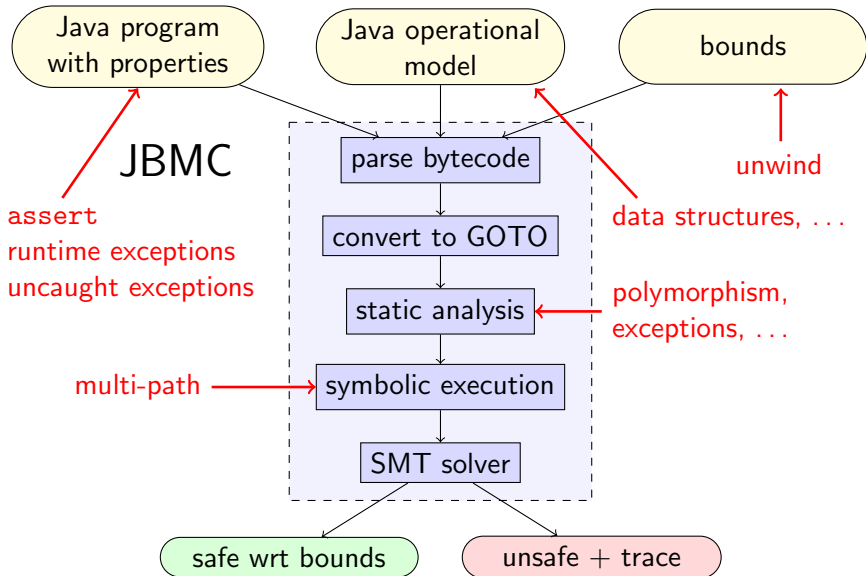 Java program
with properties
Java operational
model
bounds
JBMC
parse bytecode
unwind
assert
runtime exceptions
uncaught exceptions
data structures, ...
convert to GOTO
static analysis
polymorphism,
exceptions, ...
multi-path
symbolic execution
SMT solver
safe wrt bounds
unsafe + trace